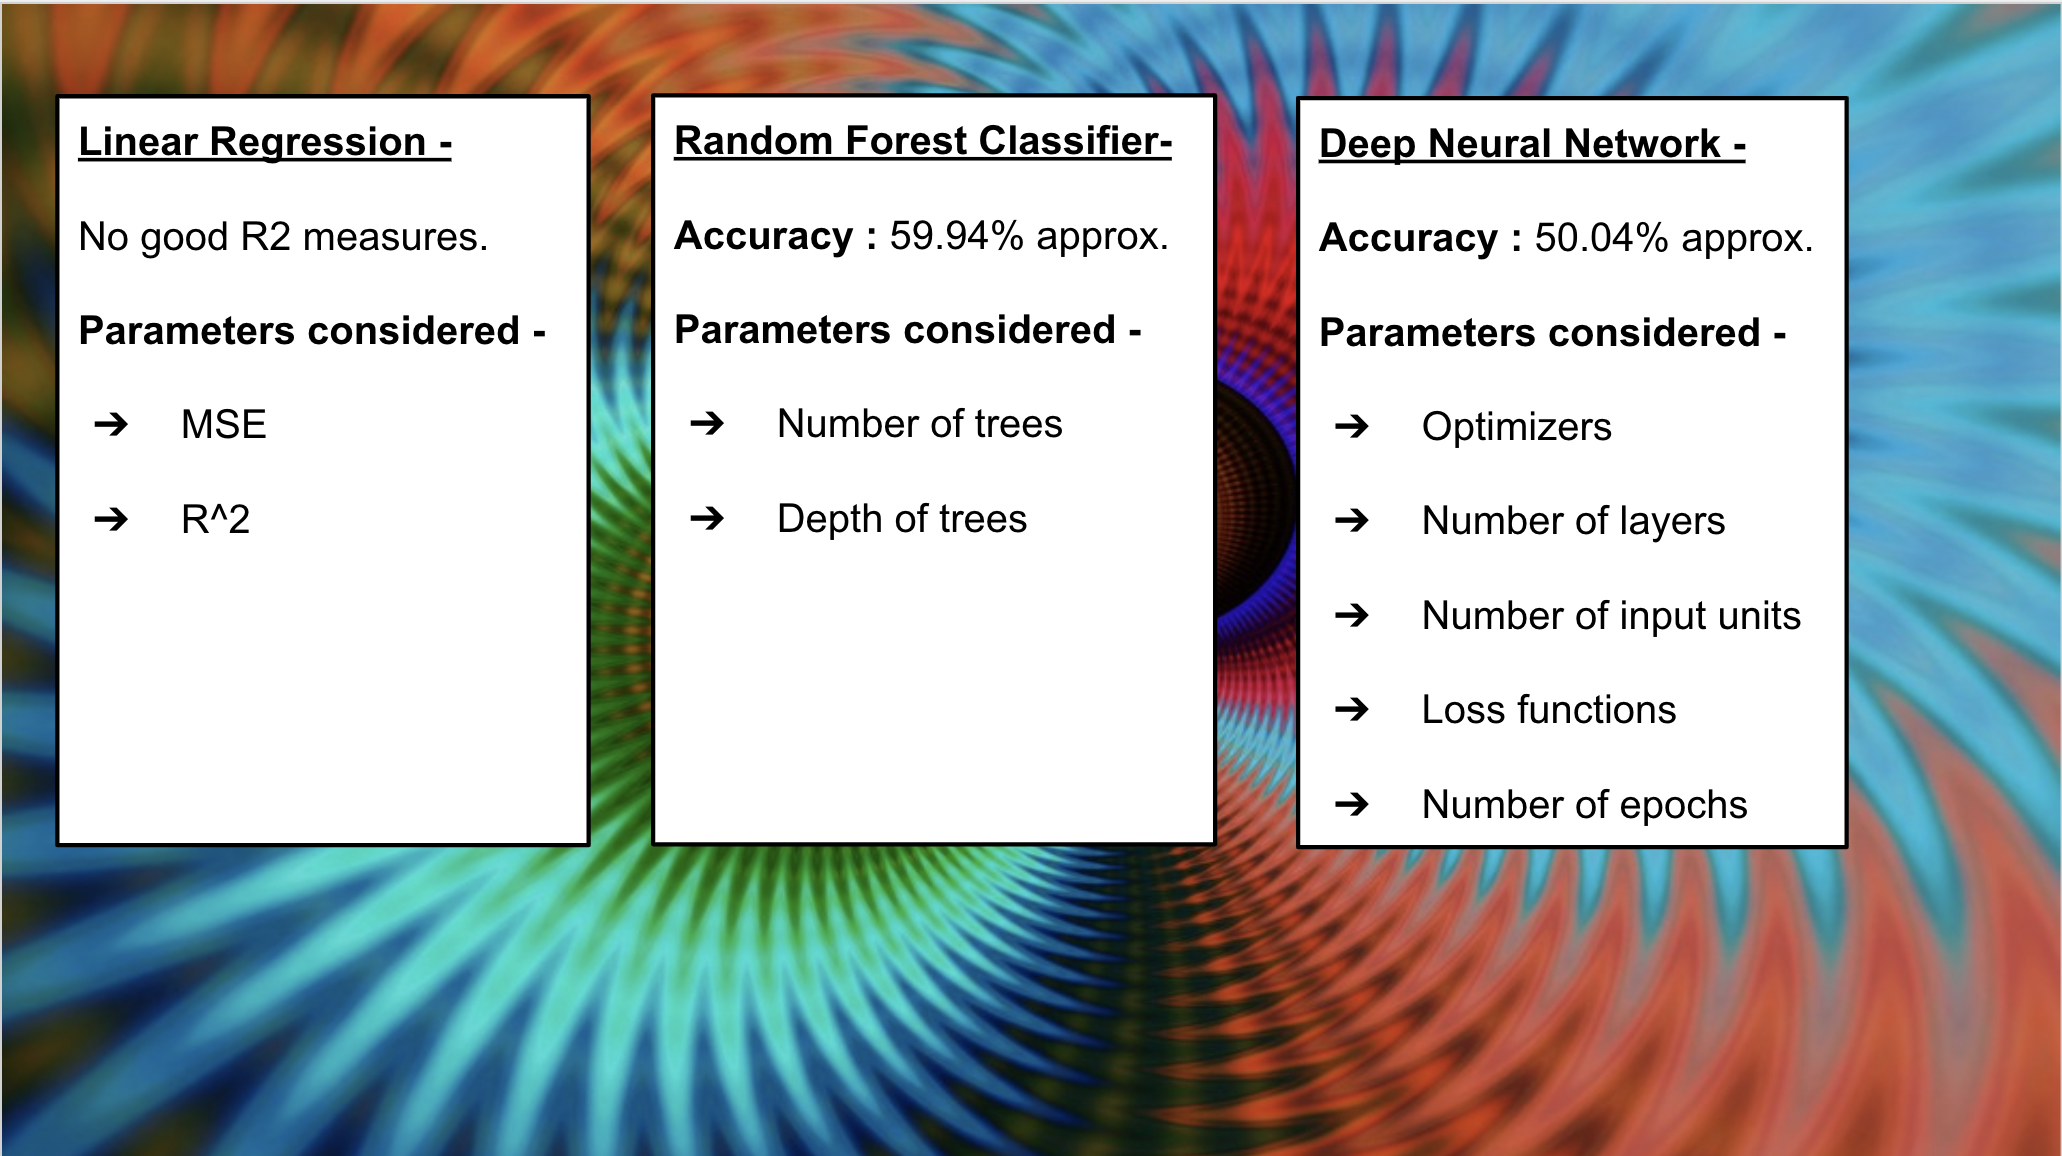 Linear Regression -
No good R2 measures.
Parameters considered -
➔ MSE
➔ R^2
Random Forest Classifier-
Accuracy : 59.94% approx.
Parameters considered -
➔ Number of trees
➔ Depth of trees
Deep Neural Network -
Accuracy : 50.04% approx.
Parameters considered -
➔ Optimizers
➔ Number of layers
➔ Number of input units
➔ Loss functions
➔ Number of epochs